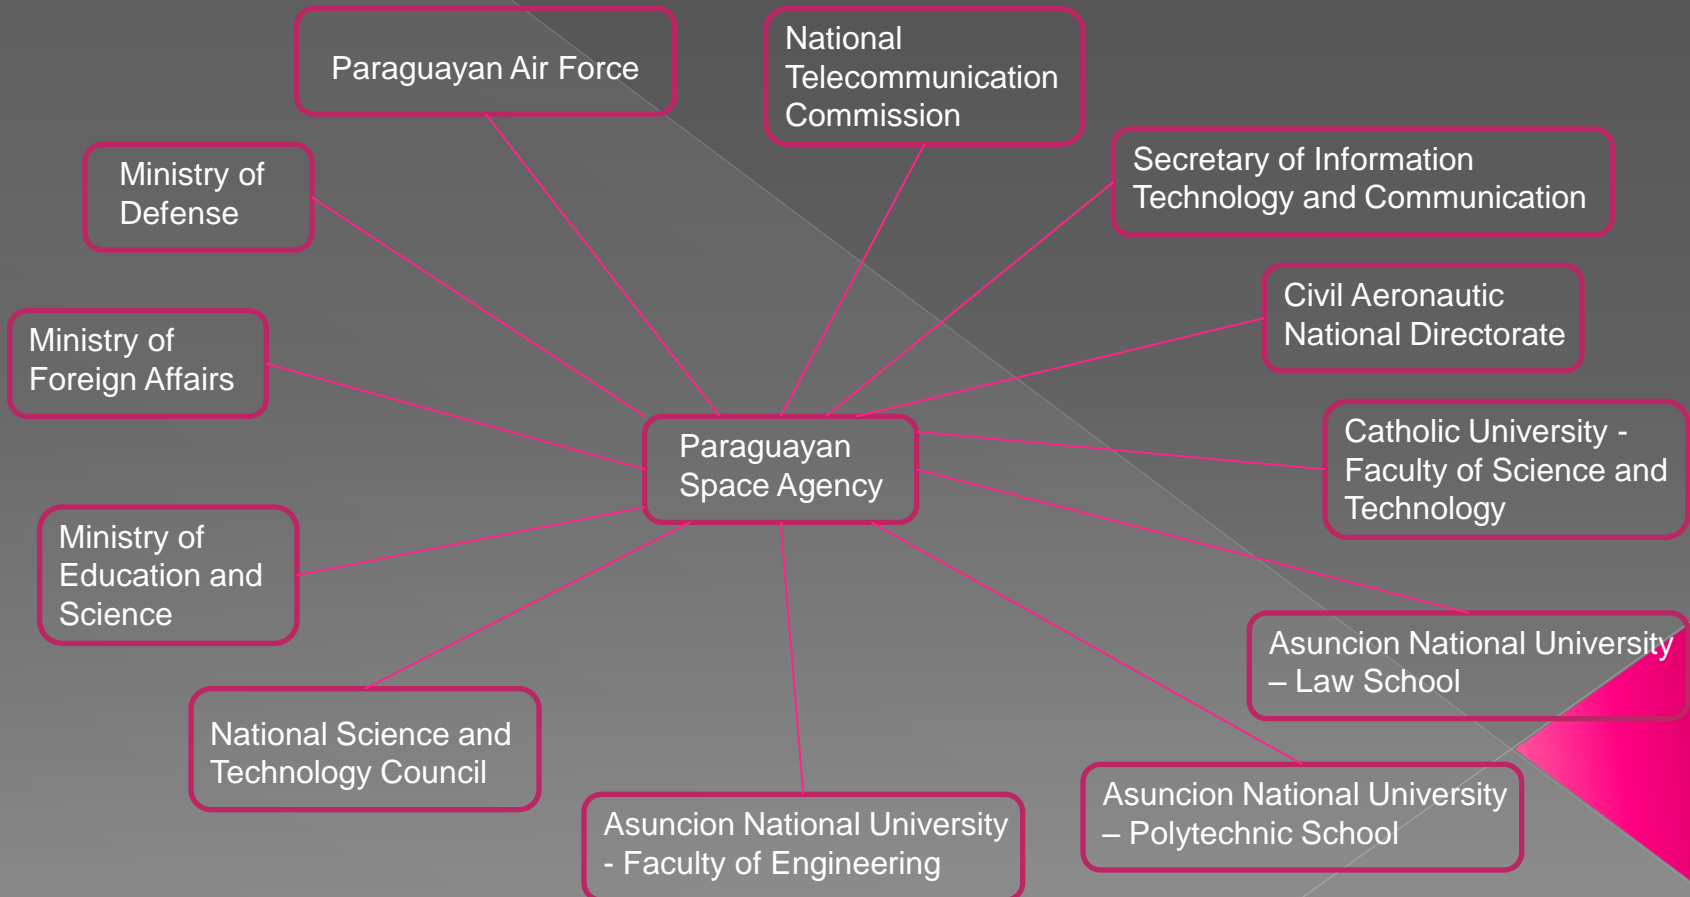 Paraguayan Air Force
National
Telecommunication
Commission
Ministry of
Defense
Secretary of Information
Technology and Communication
Civil Aeronautic
National Directorate
Ministry of
Foreign Affairs
Paraguayan
Space Agency
Catholic University -
Faculty of Science and
Technology
Ministry of
Education and
Science
Asuncion National University
– Law School
National Science and
Technology Council
Asuncion National University
– Polytechnic School
Asuncion National University
- Faculty of Engineering